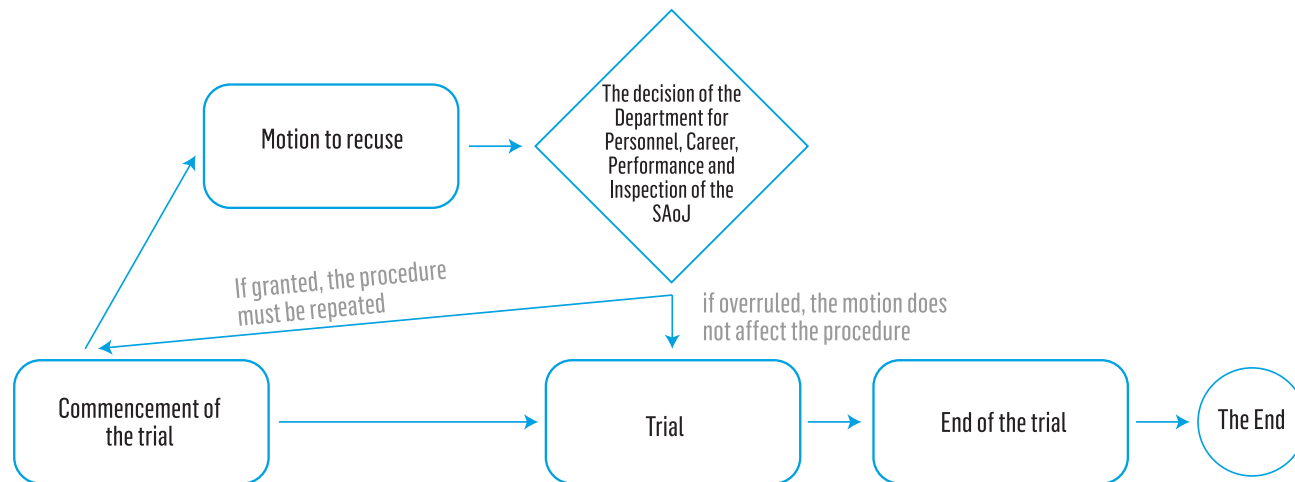 The decision of the
Department for
Personnel, Career,
Performance and
Inspection of the
SAoJ
Motion to recuse
If granted, the procedure
must be repeated
if overruled, the motion does
not affect the procedure
Commencement of
the trial
Trial
End of the trial
The End